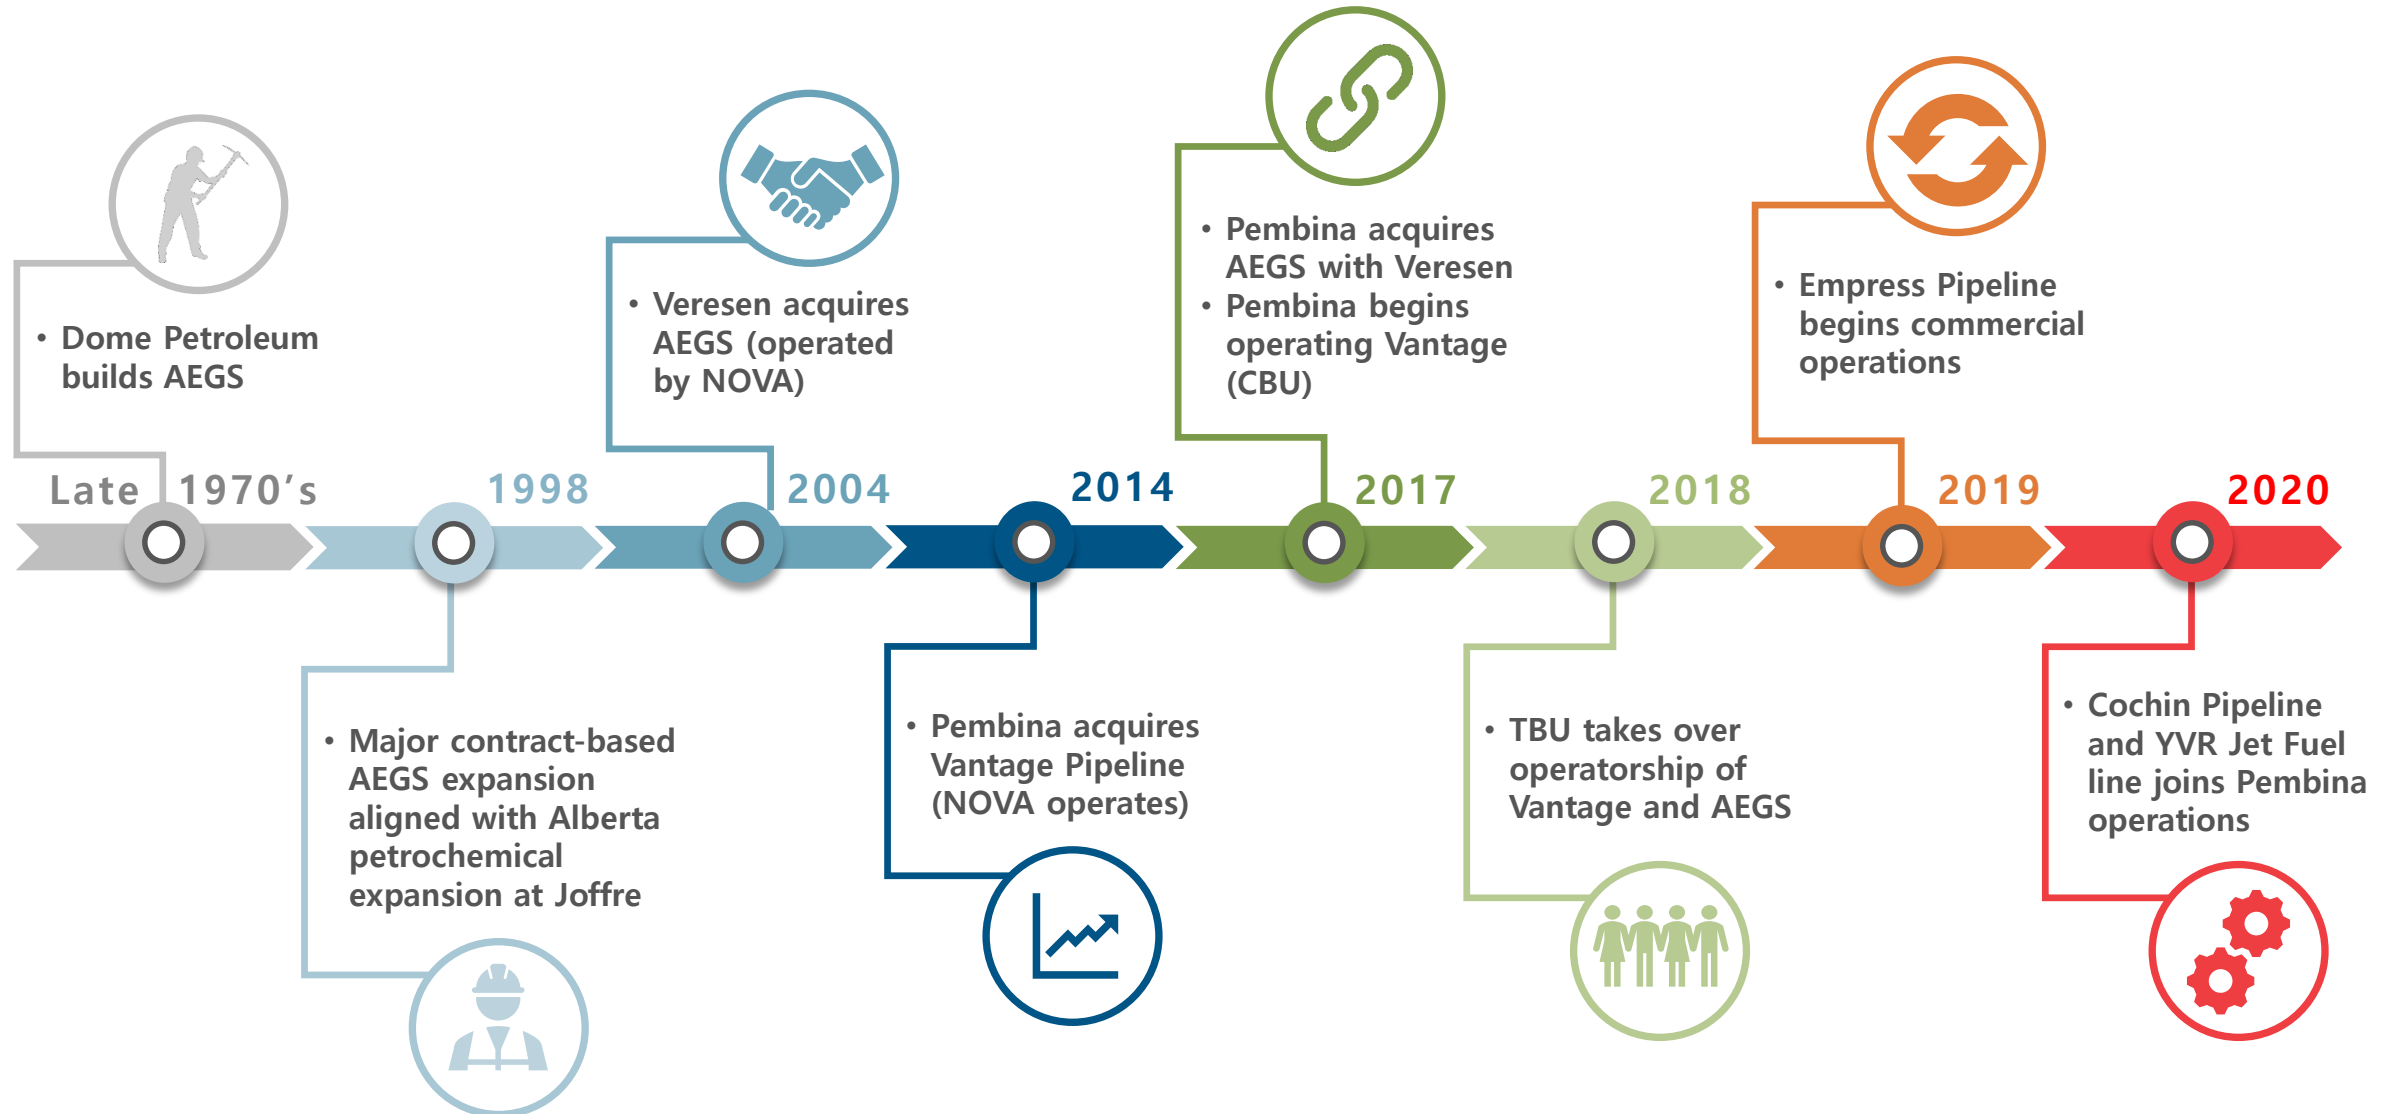 • Dome Petroleum
builds AEGS
Late 1970’s
1998
• Major contract-based
AEGS expansion
aligned with Alberta
petrochemical
expansion at Joffre
• Veresen acquires
AEGS (operated
by NOVA)
2004
2014
• Pembina acquires
Vantage Pipeline
(NOVA operates)
• Pembina acquires
AEGS with Veresen
• Pembina begins
operating Vantage
(CBU)
2017
2018
• TBU takes over
operatorship of
Vantage and AEGS
• Empress Pipeline
begins commercial
operations
2019
2020
• Cochin Pipeline
and YVR Jet Fuel
line joins Pembina
operations